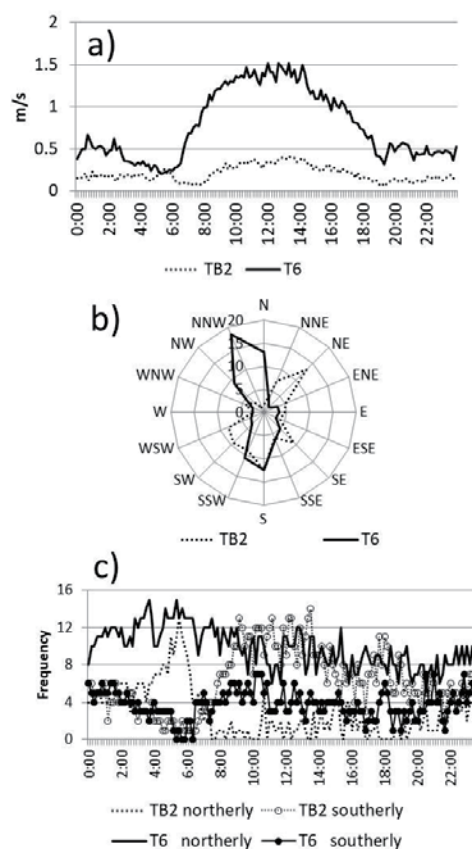 a)
2
1.5
1
0.5
0
m/s
0:00 2:00 4:00 6:00 8:00 10:00 12:00 14:00 16:00 18:00 20:00 22:00
TB2 T6
b)
N
NNW NNE
NW NE
WNW ENE
W E
WSW ESE
SW SE
SSW SSE
S
20
15
10
5
0
TB2 T6
c)
16
12
8
4
0
Frequency
0:00 2:00 4:00 6:00 8:00 10:00 12:00 14:00 16:00 18:00 20:00 22:00
TB2 northerly TB2 southerly
T6 northerly T6 southerly